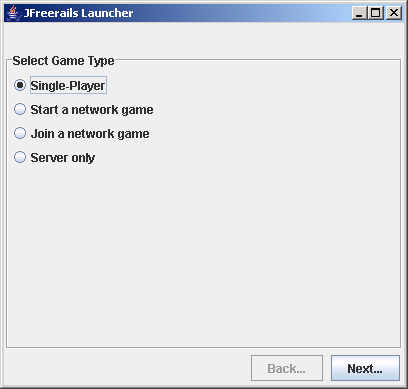 JFreerails Launcher
Select Game Type
Single-Player
Start a network game
Join a network game
Server only
Back... Next...